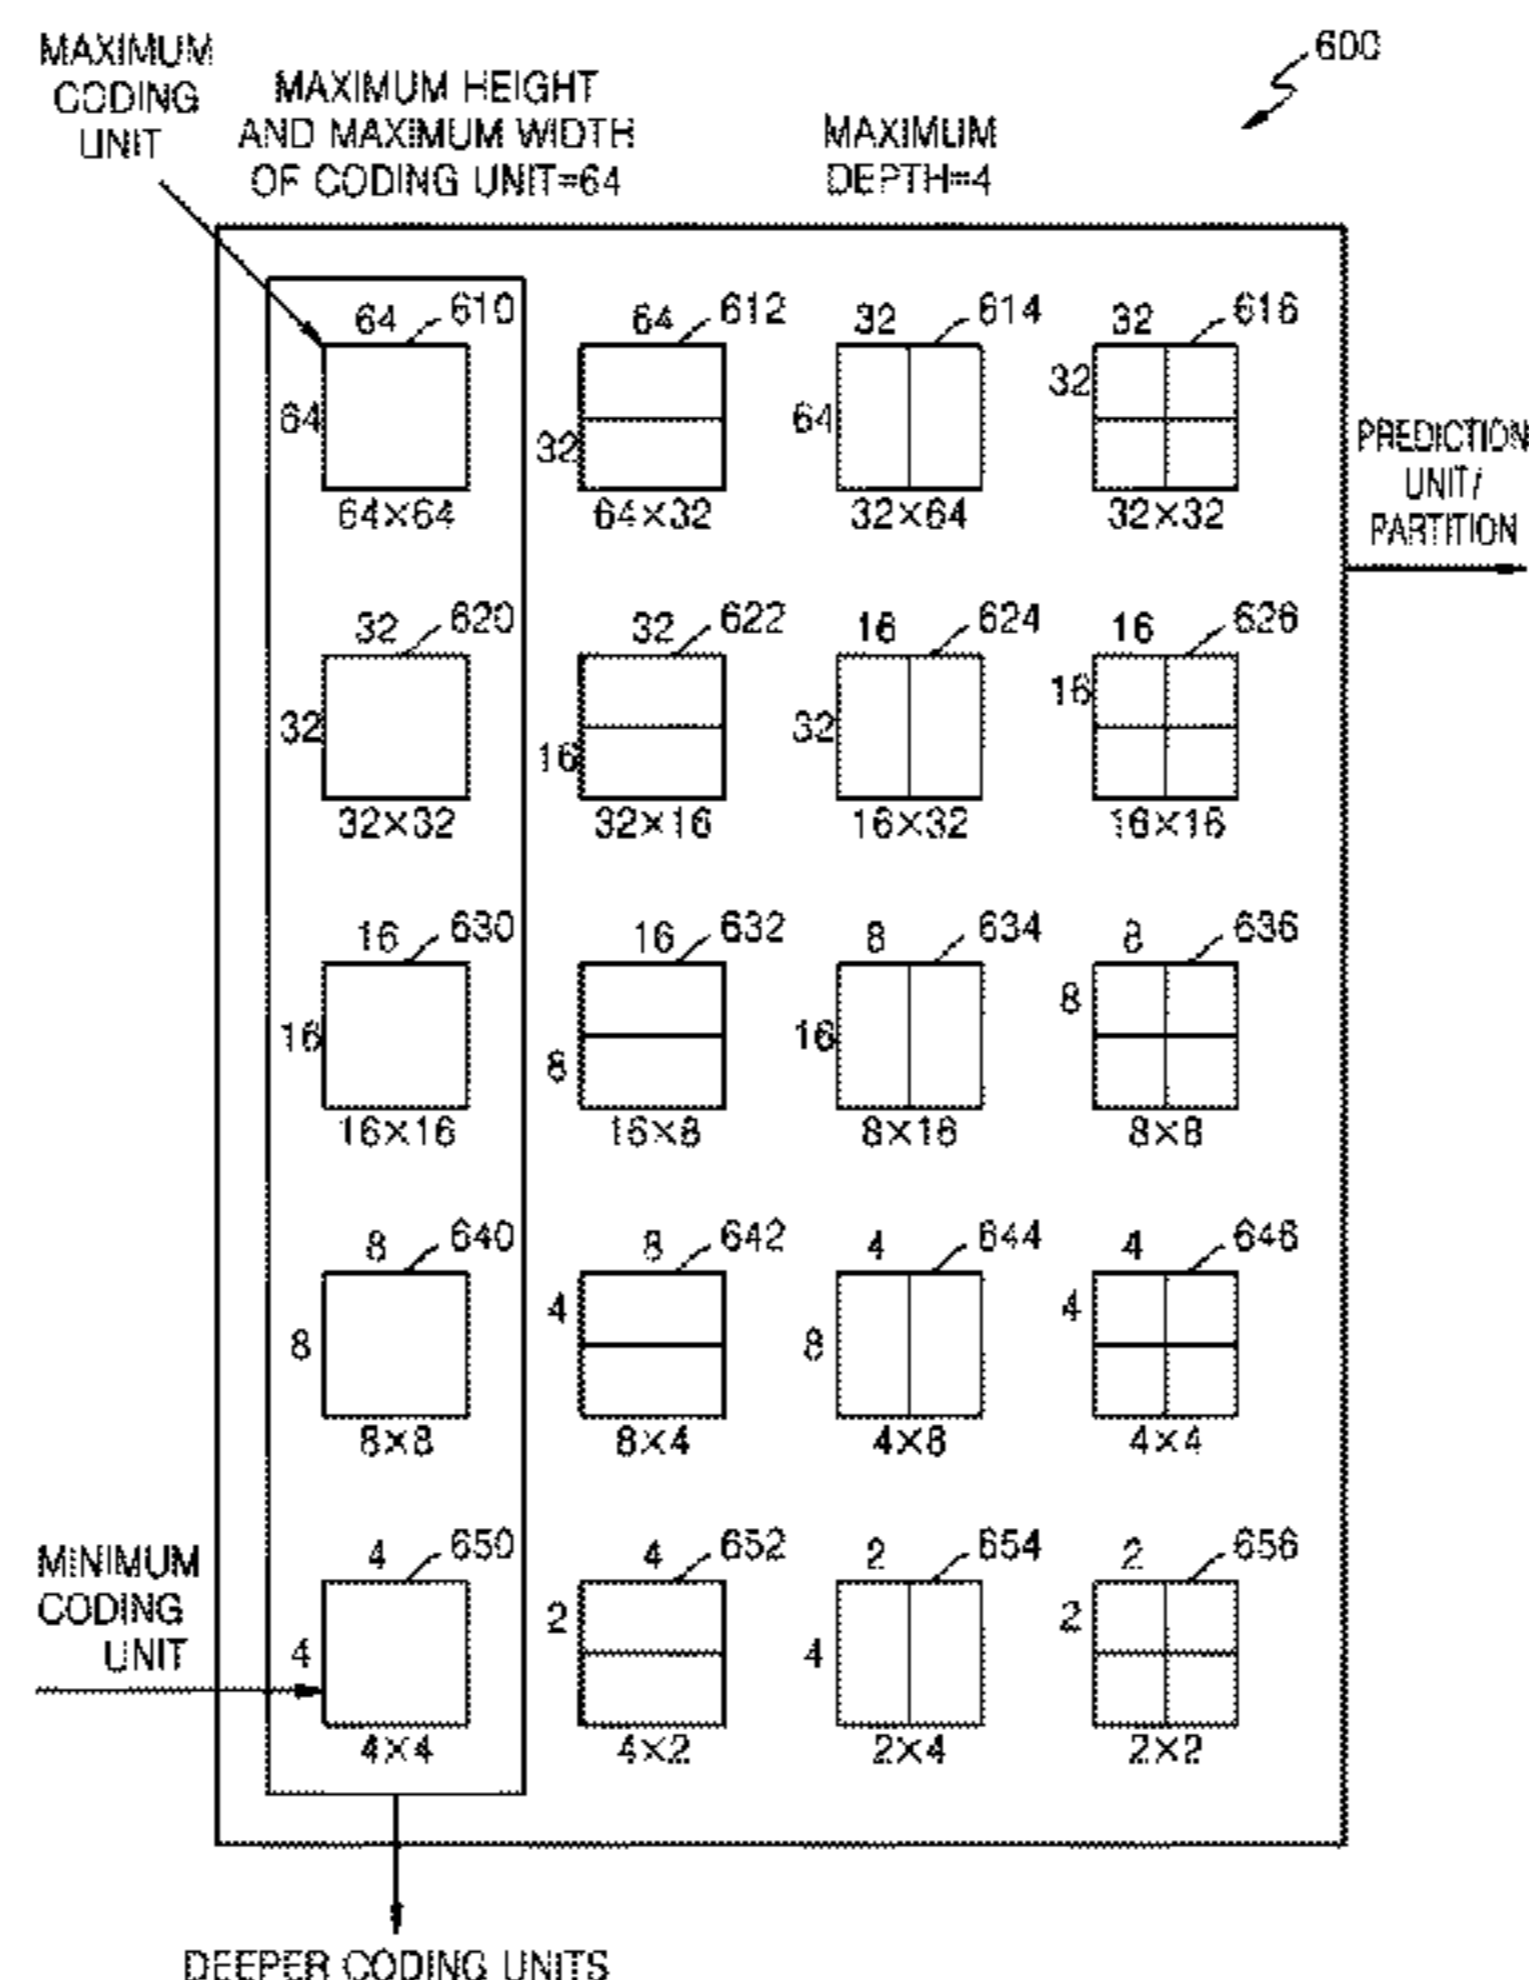 600
MAXIMUM
CODING
UNIT
MAXIMUM HEIGHT
AND MAXIMUM WIDTH
OF CODING UNIT=64
MAXIMUM
DEPTH=4
64 610 64 612 32 614 32 616
64 32 64 32
64×64 64×32 32×64 32×32
PREDICTION
UNIT/
PARTITION
32 620 32 622 16 624 16 626
32 16 32 16
32×32 32×16 16×32 16×16
16 630 16 632 8 634 8 636
16 8 16 8
16×16 16×8 8×16 8×8
8 640 8 642 4 644 4 646
8 4 8 4
8×8 8×4 4×8 4×4
MINIMUM
CODING
UNIT
4 650 4 652 2 654 2 656
4 2 4 2
4×4 4×2 2×4 2×2
DEEPER CODING UNITS